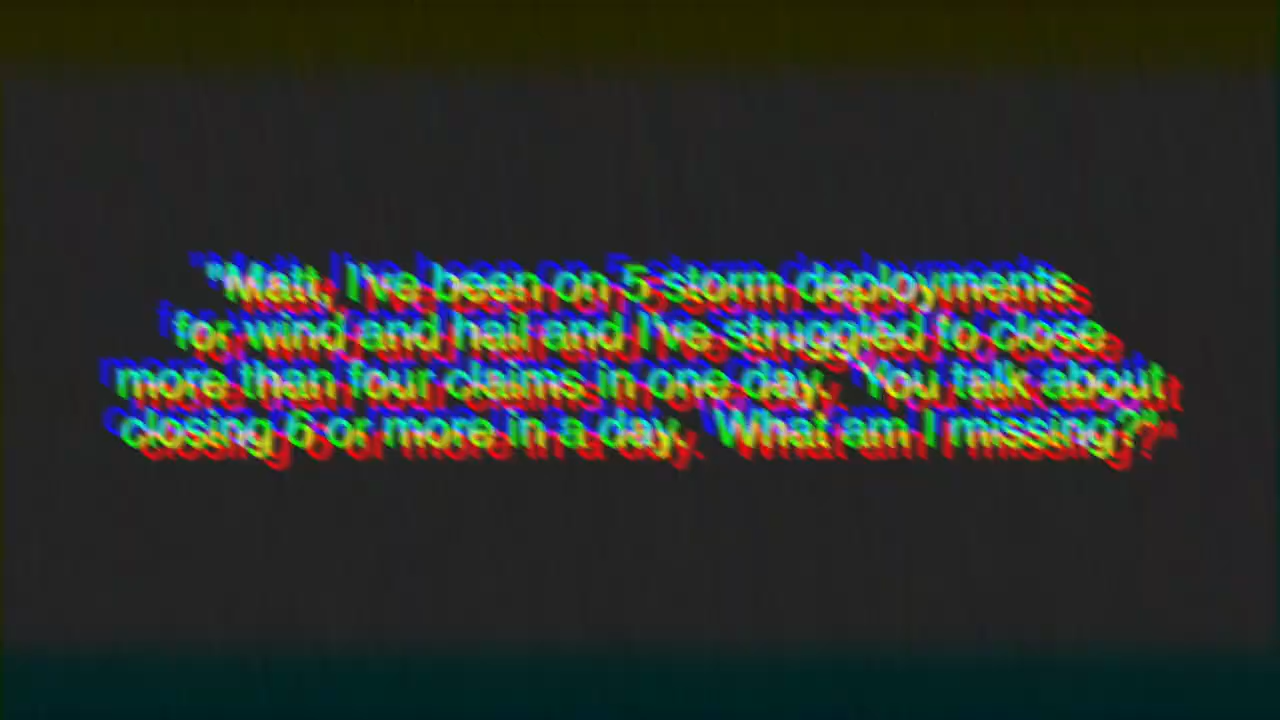 "Matt, I've been on 5 storm deployments
for wind and hail and I've struggled to close
more than four claims in one day.  You talk about
closing 6 or more in a day.  What am I missing?"